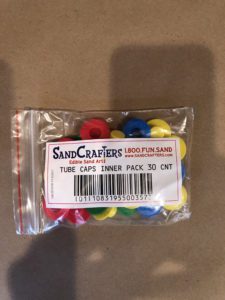 SANDCRAFTERS 1.800.FUN.SAND
Edible Sand Art! www.SANDCRAFTERS.com
TUBE CAPS INNER PACK 30 CNT